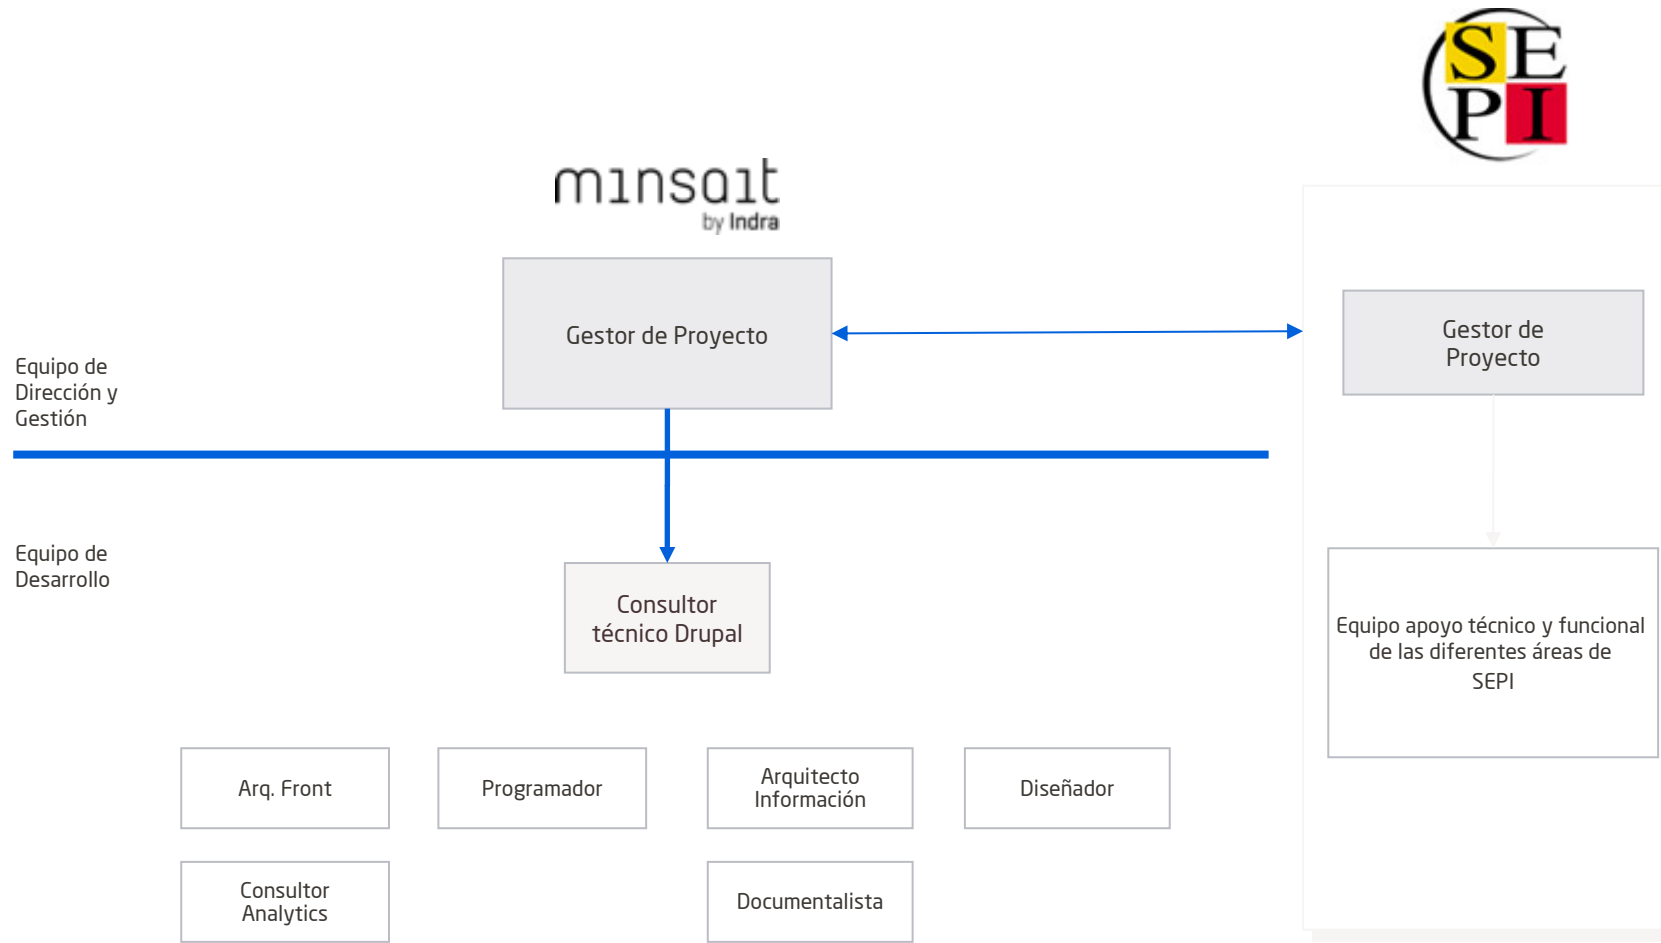 SE
PI
minsait
by Indra
Gestor de Proyecto
Gestor de
Proyecto
Equipo de
Dirección y
Gestión
Equipo de
Desarrollo
Consultor
técnico Drupal
Equipo apoyo técnico y funcional
de las diferentes áreas de
SEPI
Arq. Front
Programador
Arquitecto
Información
Diseñador
Consultor
Analytics
Documentalista